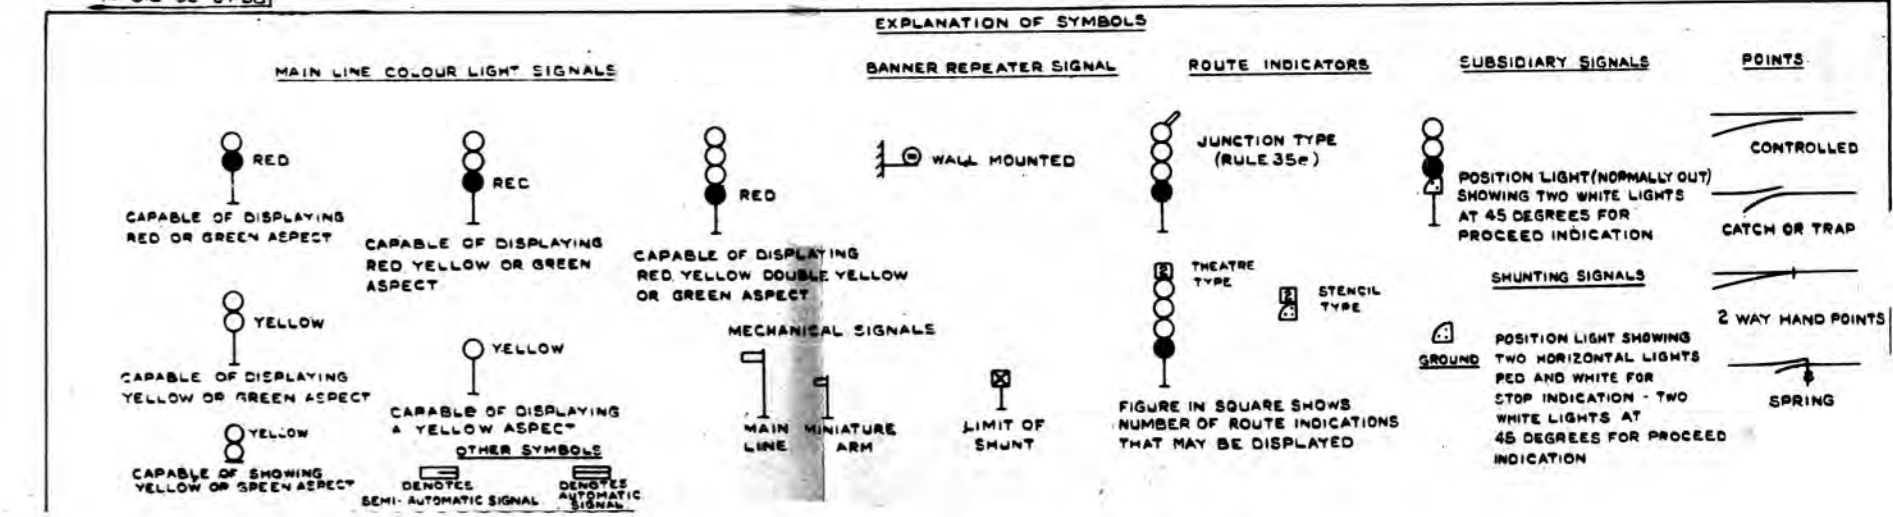 EXPLANATION OF SYMBOLS
MAIN LINE COLOUR LIGHT SIGNALS
RED
CAPABLE OF DISPLAYING
RED OR GREEN ASPECT
REC
CAPABLE OF DISPLAYING
RED YELLOW OR GREEN
ASPECT
RED
CAPABLE OF DISPLAYING
RED YELLOW DOUBLE YELLOW
OR GREEN ASPECT
YELLOW
CAPABLE OF DISPLAYING
YELLOW OR GREEN ASPECT
YELLOW
CAPABLE OF DISPLAYING
A YELLOW ASPECT
YELLOW
CAPABLE OF SHOWING
YELLOW OR GREEN ASPECT
OTHER SYMBOLS
DENOTES
SEMI-AUTOMATIC SIGNAL
DENOTES
AUTOMATIC
SIGNAL
MECHANICAL SIGNALS
MAIN
LINE
MINIATURE
ARM
LIMIT OF
SHUNT
BANNER REPEATER SIGNAL
WALL MOUNTED
ROUTE INDICATORS
JUNCTION TYPE
(RULE 35e)
2
THEATRE
TYPE
2
STENCIL
TYPE
FIGURE IN SQUARE SHOWS
NUMBER OF ROUTE INDICATIONS
THAT MAY BE DISPLAYED
SUBSIDIARY SIGNALS
POSITION LIGHT (NORMALLY OUT)
SHOWING TWO WHITE LIGHTS
AT 45 DEGREES FOR
PROCEED INDICATION
SHUNTING SIGNALS
GROUND
POSITION LIGHT SHOWING
TWO HORIZONTAL LIGHTS
RED AND WHITE FOR
STOP INDICATION - TWO
WHITE LIGHTS AT
45 DEGREES FOR PROCEED
INDICATION
POINTS
CONTROLLED
CATCH OR TRAP
2 WAY HAND POINTS
SPRING